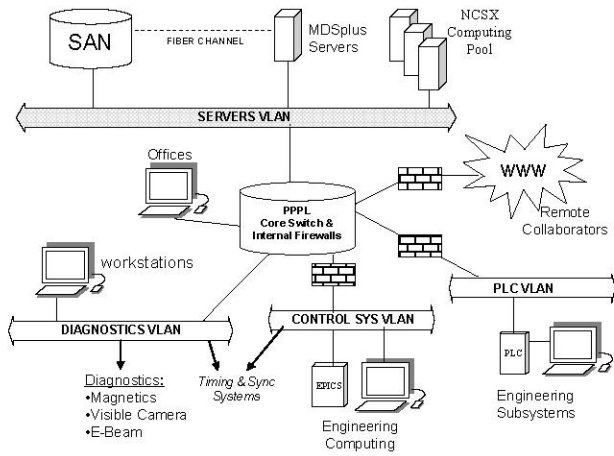 SAN
FIBER CHANNEL
MDSplus
Servers
NCSX
Computing
Pool
SERVERS VLAN
Offices
PPPL
Core Switch &
Internal Firewalls
WWW
Remote
Collaborators
workstations
DIAGNOSTICS VLAN
CONTROL SYS VLAN
PLC VLAN
Diagnostics:
•Magnetics
•Visible Camera
•E-Beam
Timing & Sync
Systems
EPICS
Engineering
Computing
PLC
Engineering
Subsystems